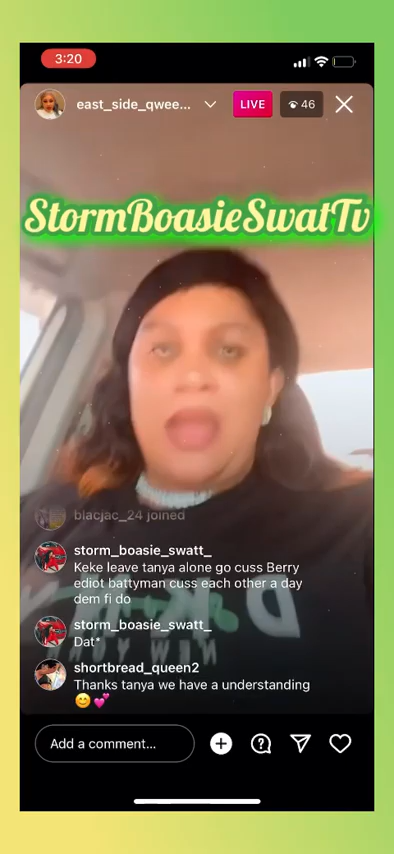 3:20
east_side_qwee...
LIVE
46
StormBoasieSwatTv
blacjac_24 joined
storm_boasie_swatt_
Keke leave tanya alone go cuss Berry
ediot battyman cuss each other a day
dem fi do
storm_boasie_swatt_
Dat*
shortbread_queen2
Thanks tanya we have a understanding
😊💕
Add a comment...